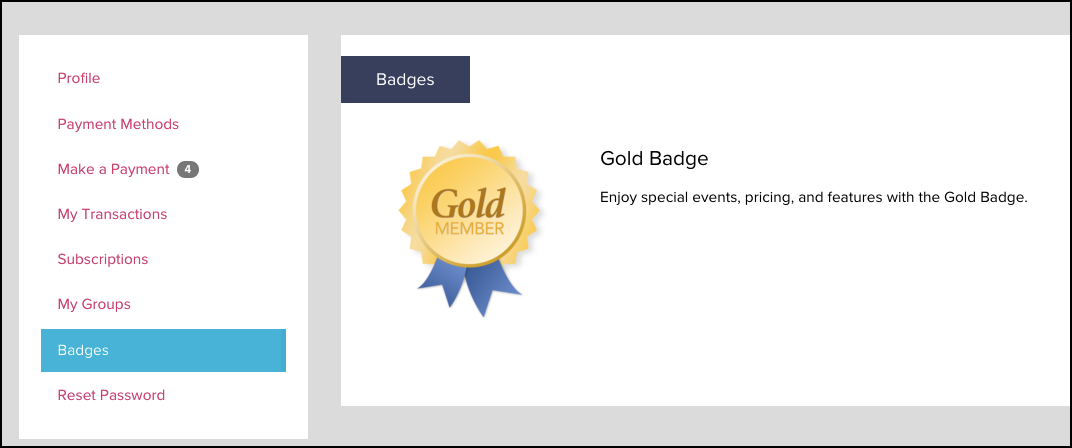 Profile
Payment Methods
Make a Payment 4
My Transactions
Subscriptions
My Groups
Badges
Reset Password
Badges
Gold
MEMBER
Gold Badge
Enjoy special events, pricing, and features with the Gold Badge.